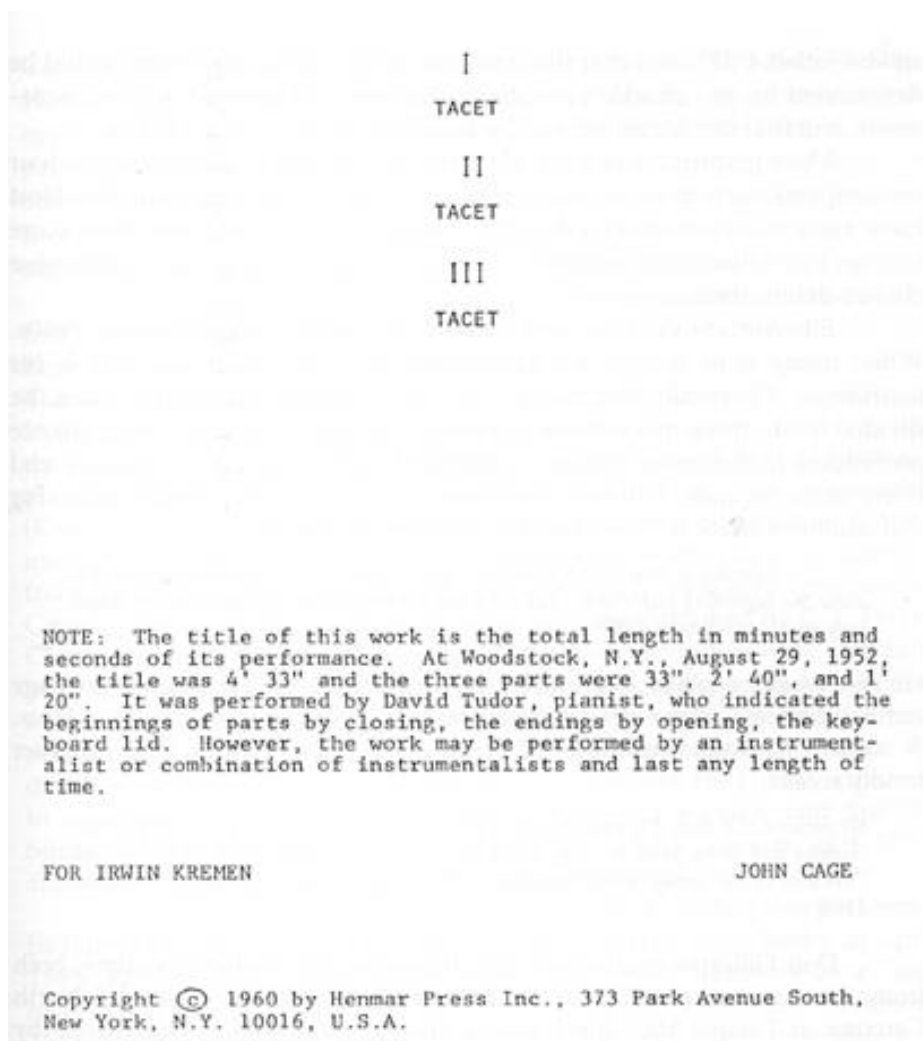 I
TACET
II
TACET
III
TACET
NOTE: The title of this work is the total length in minutes and
seconds of its performance. At Woodstock, N.Y., August 29, 1952,
the title was 4' 33" and the three parts were 33", 2' 40", and 1'
20". It was performed by David Tudor, pianist, who indicated the
beginnings of parts by closing, the endings by opening, the key-
board lid. However, the work may be performed by an instrument-
alist or combination of instrumentalists and last any length of
time.
FOR IRWIN KREMEN JOHN CAGE
Copyright © 1960 by Henmar Press Inc., 373 Park Avenue South,
New York, N.Y. 10016, U.S.A.